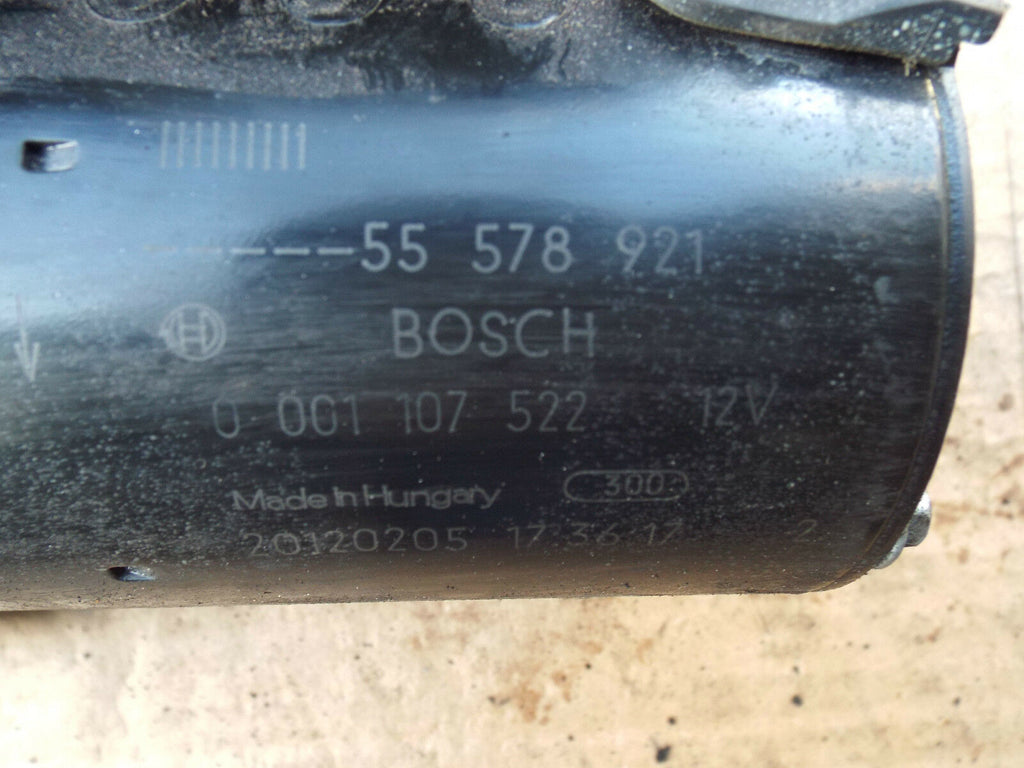 -----55 578 921
BOSCH
0 001 107 522 12V
Made in Hungary 300
20120205 17 36 17 2